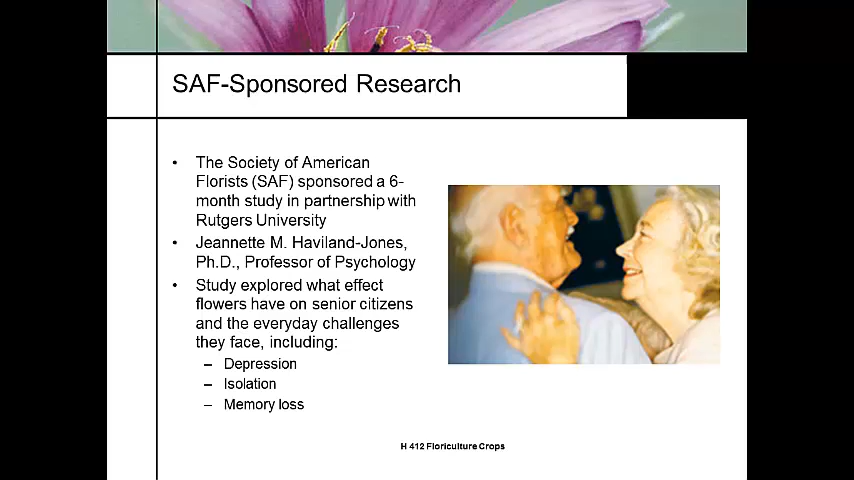 SAF-Sponsored Research
• The Society of American
Florists (SAF) sponsored a 6-
month study in partnership with
Rutgers University
• Jeannette M. Haviland-Jones,
Ph.D., Professor of Psychology
• Study explored what effect
flowers have on senior citizens
and the everyday challenges
they face, including:
– Depression
– Isolation
– Memory loss
H 412 Floriculture Crops